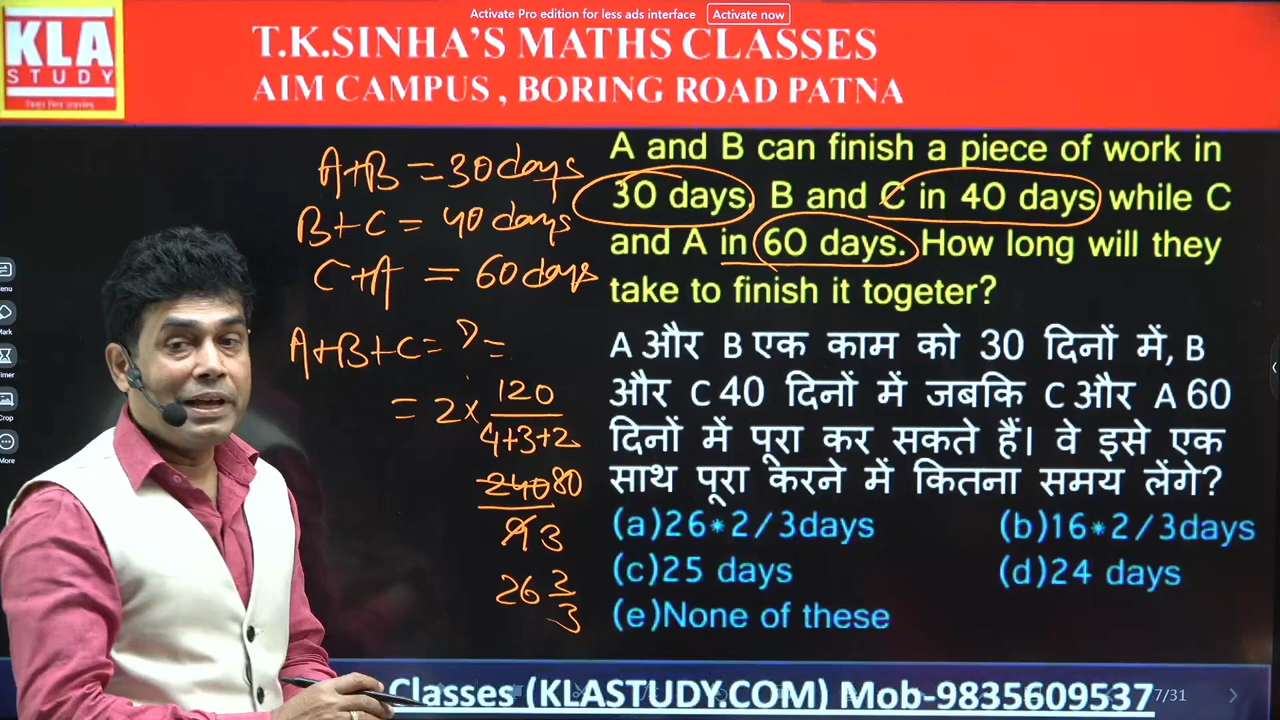 Activate Pro edition for less ads interface Activate now
KLA
STUDY
T.K.SINHA'S MATHS CLASSES
AIM CAMPUS , BORING ROAD PATNA
A+B = 30 days
B+C = 40 days
C+A = 60 days
A+B+C = ? =
= 2 × 120
4+3+2
240 80
9 3
26 2/3
A and B can finish a piece of work in
30 days, B and C in 40 days while C
and A in 60 days. How long will they
take to finish it togeter?
A और B एक काम को 30 दिनों में, B
और C 40 दिनों में जबकि C और A 60
दिनों में पूरा कर सकते हैं। वे इसे एक
साथ पूरा करेने में कितना समय लेंगे?
(a)26*2/3days (b)16*2/3days
(c)25 days (d)24 days
(e)None of these
Classes (KLASTUDY.COM) Mob-9835609537
7/31
Mark
Crop
More